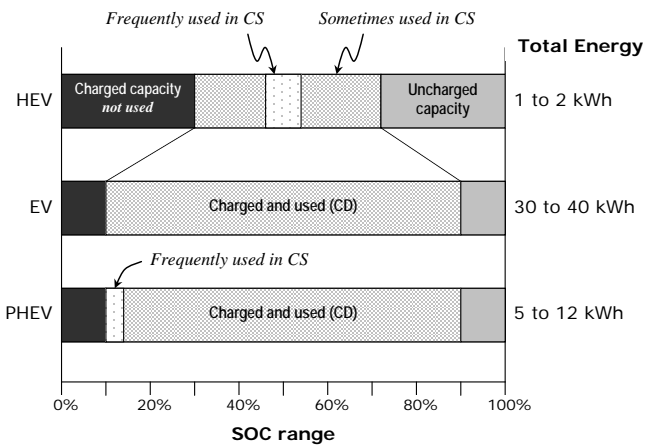 Frequently used in CS
Sometimes used in CS
Total Energy
HEV
Charged capacity
not used
Uncharged
capacity
1 to 2 kWh
EV
Charged and used (CD)
30 to 40 kWh
Frequently used in CS
PHEV
Charged and used (CD)
5 to 12 kWh
0%
20%
40%
60%
80%
100%
SOC range